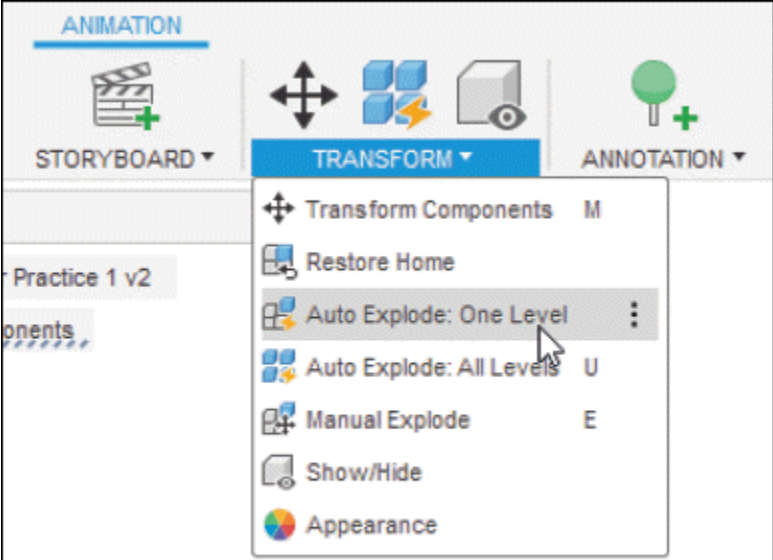 ANIMATION
STORYBOARD
TRANSFORM
ANNOTATION
Transform Components M
Restore Home
Practice 1 v2
Auto Explode: One Level
onents
Auto Explode: All Levels U
Manual Explode E
Show/Hide
Appearance